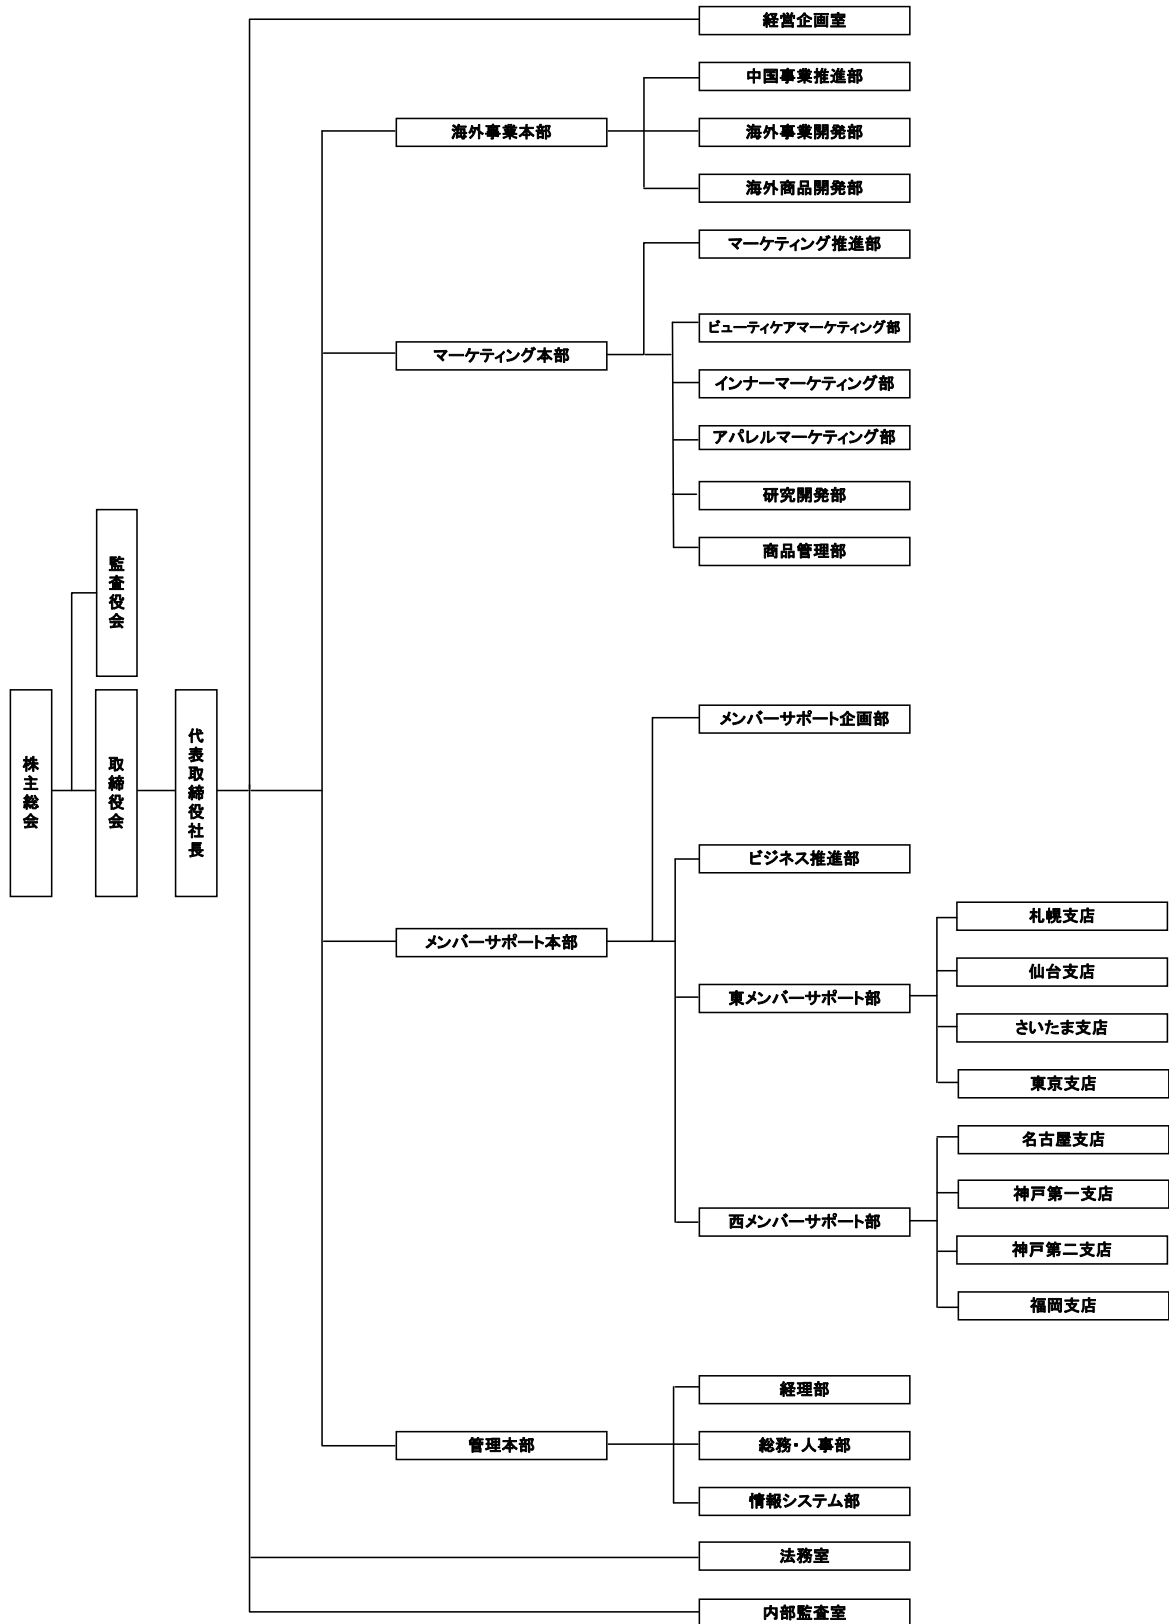 経営企画室
中国事業推進部
海外事業本部
海外事業開発部
海外商品開発部
マーケティング推進部
ビューティケアマーケティング部
マーケティング本部
インナーマーケティング部
アパレルマーケティング部
研究開発部
商品管理部
監査役会
株主総会
取締役会
代表取締役社長
メンバーサポート企画部
ビジネス推進部
メンバーサポート本部
東メンバーサポート部
札幌支店
仙台支店
さいたま支店
東京支店
西メンバーサポート部
名古屋支店
神戸第一支店
神戸第二支店
福岡支店
経理部
管理本部
総務・人事部
情報システム部
法務室
内部監査室